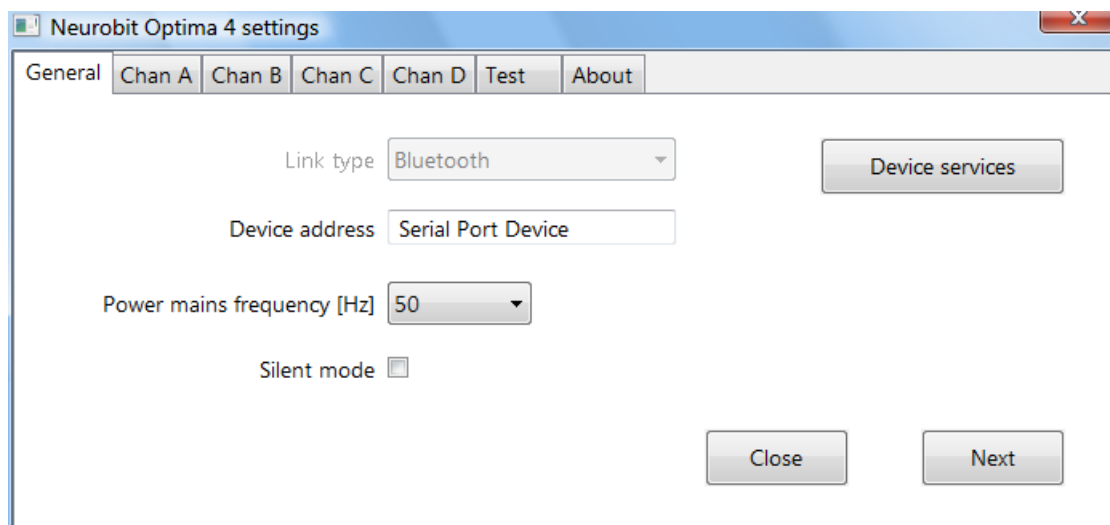 Neurobit Optima 4 settings
X
General Chan A Chan B Chan C Chan D Test About
Link type Bluetooth Device services
Device address Serial Port Device
Power mains frequency [Hz] 50
Silent mode
Close Next